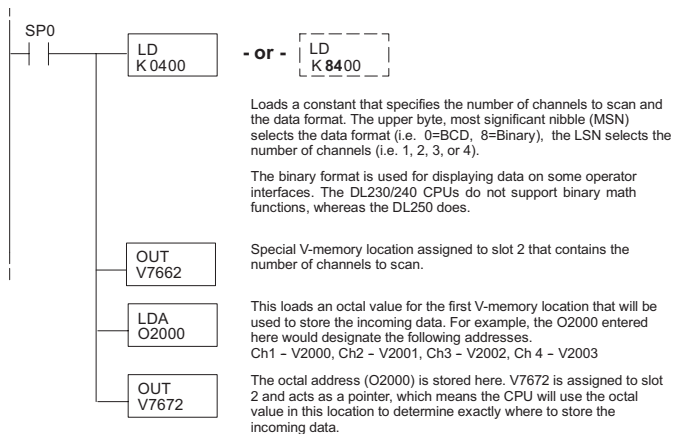 SP0
LD
K 0400
- or -
LD
K 8400
Loads a constant that specifies the number of channels to scan and
the data format. The upper byte, most significant nibble (MSN)
selects the data format (i.e. 0=BCD, 8=Binary), the LSN selects the
number of channels (i.e. 1, 2, 3, or 4).
The binary format is used for displaying data on some operator
interfaces. The DL230/240 CPUs do not support binary math
functions, whereas the DL250 does.
OUT
V7662
Special V-memory location assigned to slot 2 that contains the
number of channels to scan.
LDA
O2000
This loads an octal value for the first V-memory location that will be
used to store the incoming data. For example, the O2000 entered
here would designate the following addresses.
Ch1 – V2000, Ch2 – V2001, Ch3 – V2002, Ch 4 – V2003
OUT
V7672
The octal address (O2000) is stored here. V7672 is assigned to slot
2 and acts as a pointer, which means the CPU will use the octal
value in this location to determine exactly where to store the
incoming data.